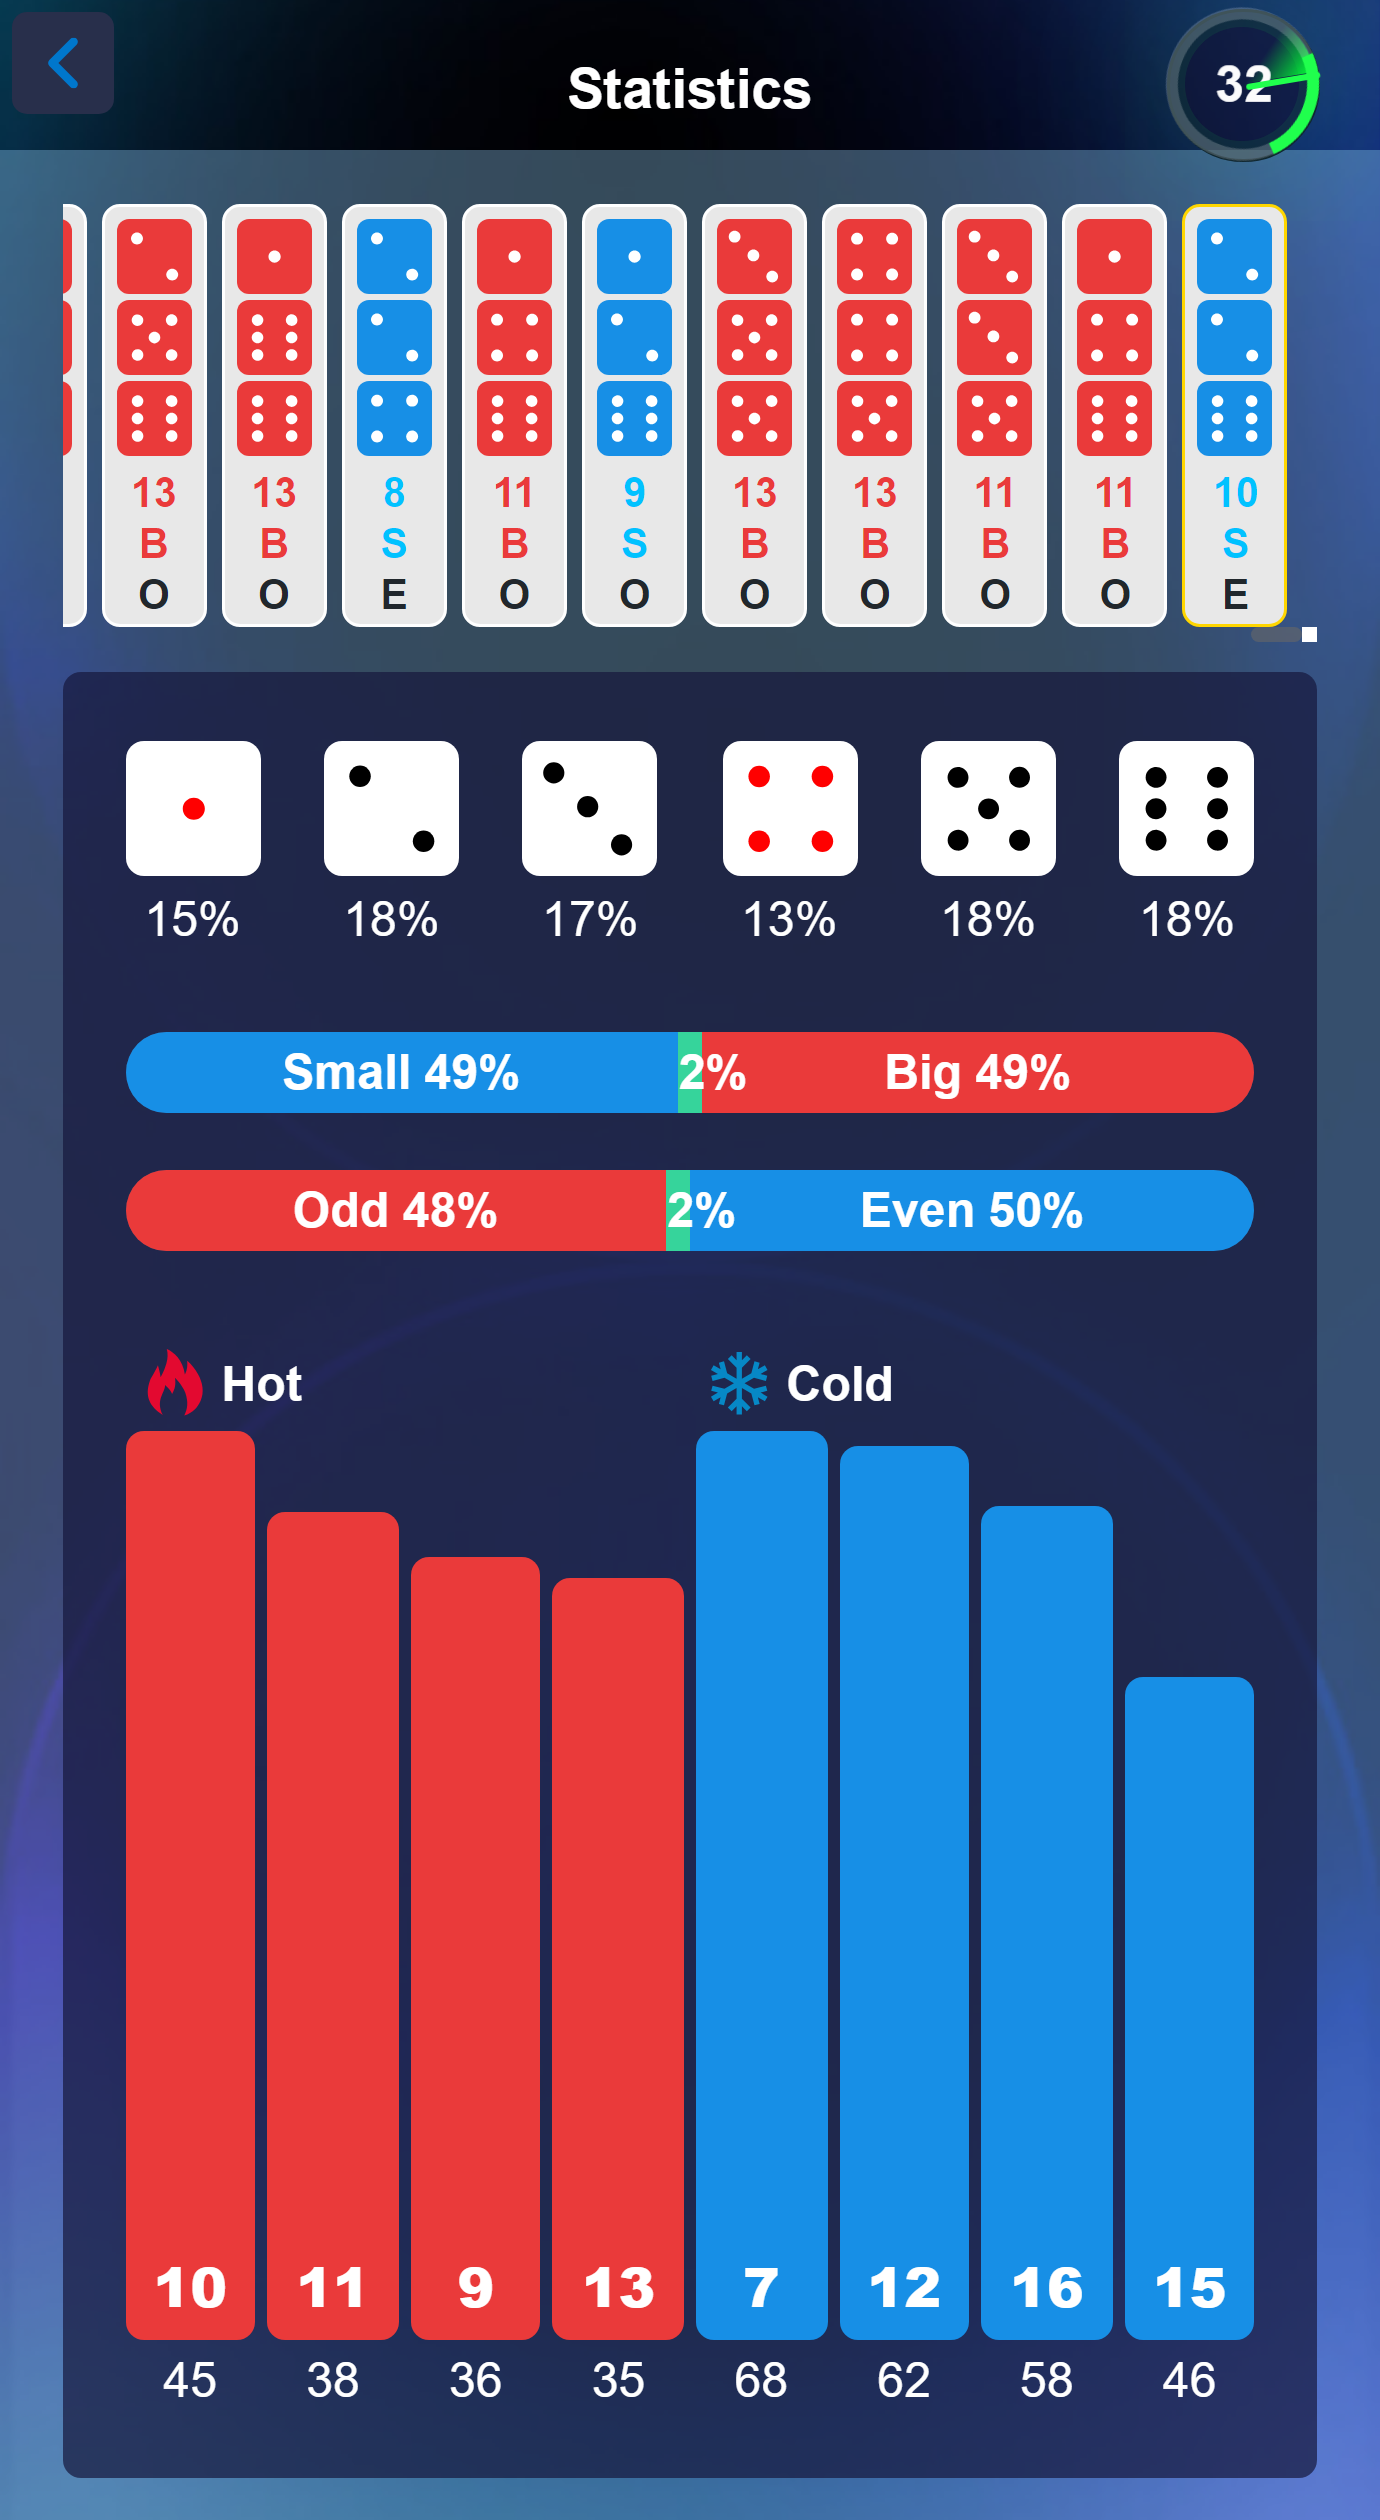 Statistics
32
13 13 8 11 9 13 13 11 11 10
B B S B S B B B B S
O O E O O O O O O E
15% 18% 17% 13% 18% 18%
Small 49% 2% Big 49%
Odd 48% 2% Even 50%
Hot Cold
10 11 9 13 7 12 16 15
45 38 36 35 68 62 58 46